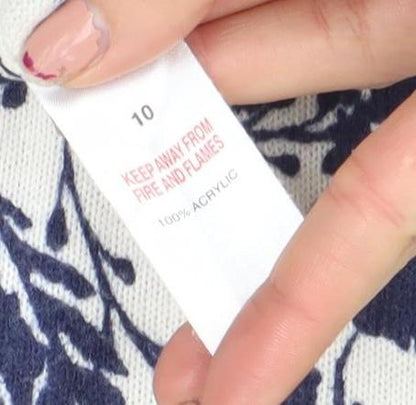 10
KEEP AWAY FROM
FIRE AND FLAMES
100% ACRYLIC